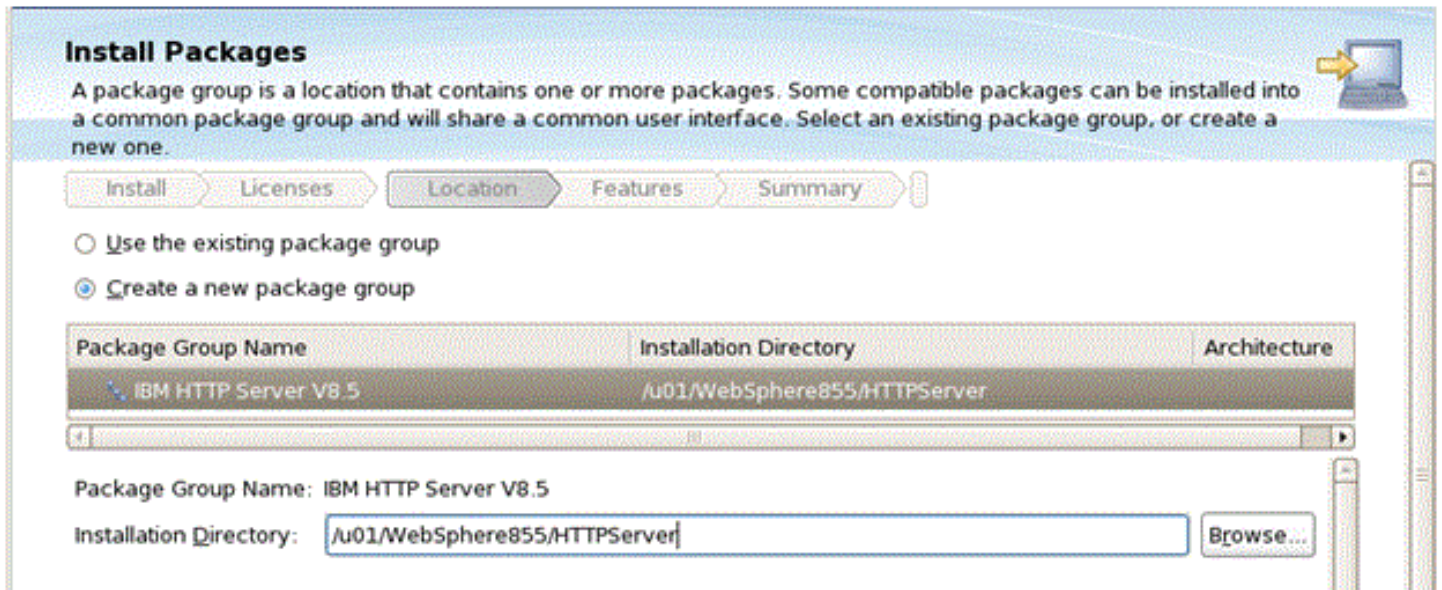 Install Packages
A package group is a location that contains one or more packages. Some compatible packages can be installed into
a common package group and will share a common user interface. Select an existing package group, or create a
new one.
Install Licenses Location Features Summary
Use the existing package group
Create a new package group
Package Group Name Installation Directory Architecture
IBM HTTP Server V8.5 /u01/WebSphere855/HTTPServer
Package Group Name: IBM HTTP Server V8.5
Installation Directory: /u01/WebSphere855/HTTPServer Browse...